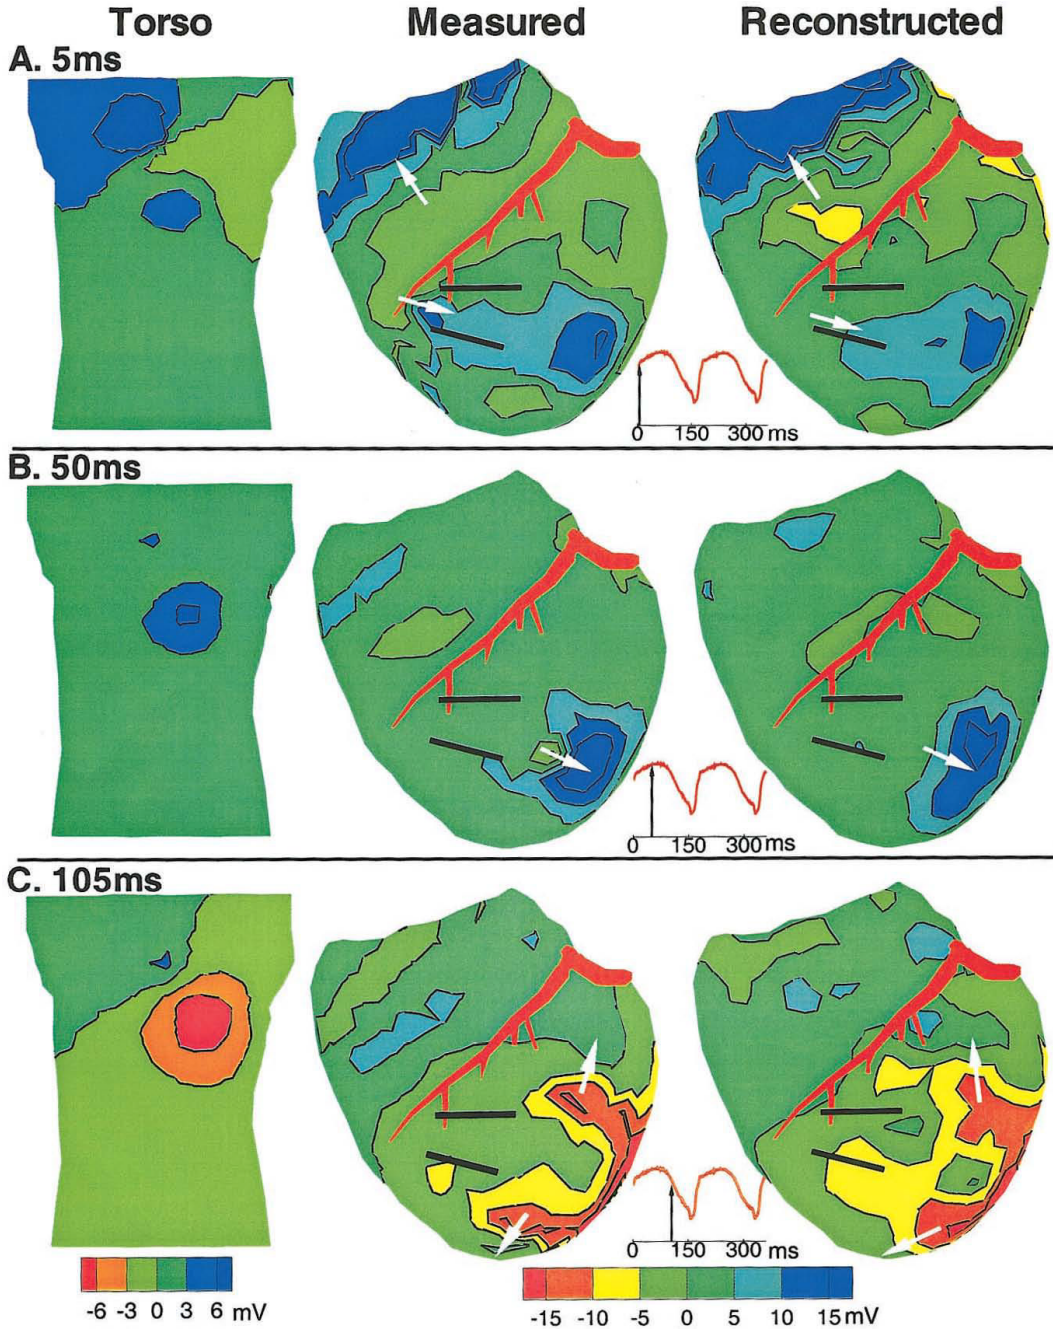 Torso Measured Reconstructed
A. 5ms
0 150 300 ms
B. 50ms
0 150 300 ms
C. 105ms
0 150 300 ms
-6 -3 0 3 6 mV
-15 -10 -5 0 5 10 15 mV